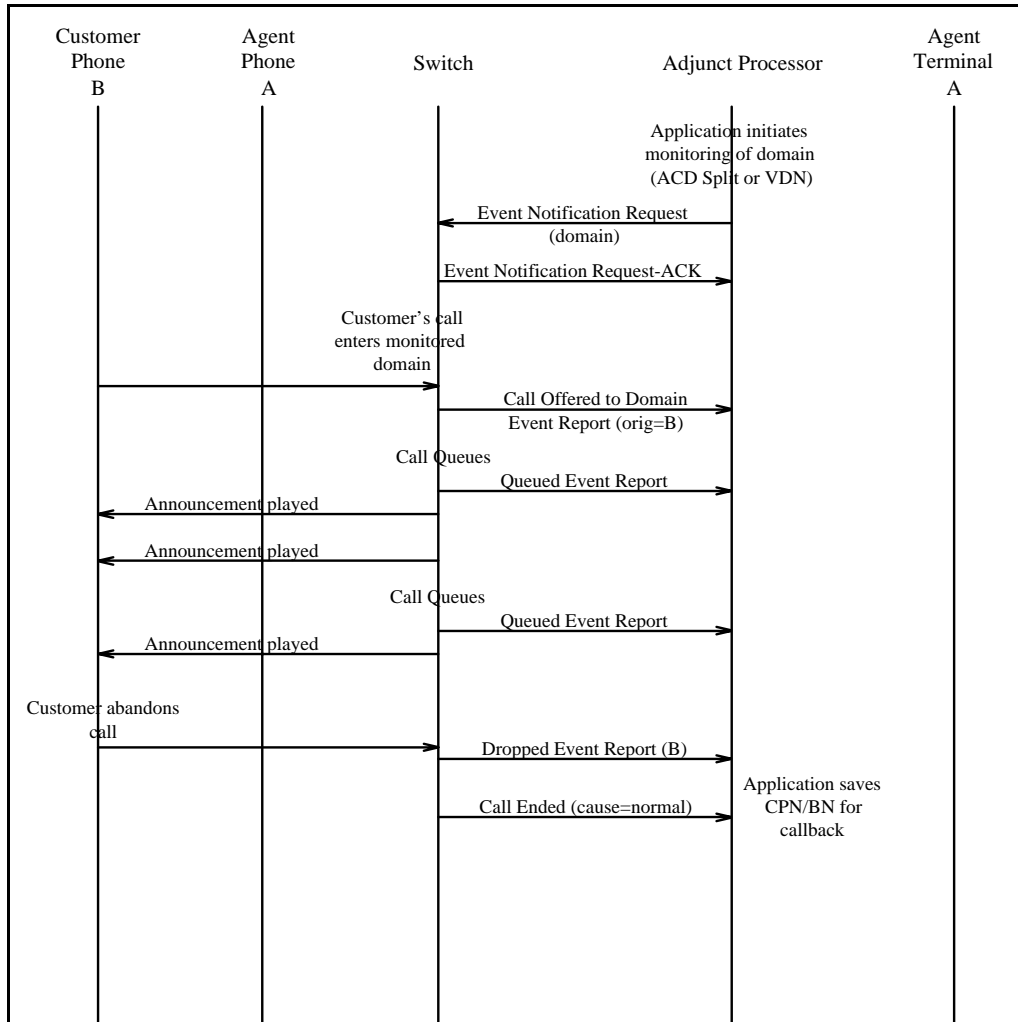 Customer
Phone
B
Agent
Phone
A
Switch
Adjunct Processor
Agent
Terminal
A
Application initiates
monitoring of domain
(ACD Split or VDN)
Event Notification Request
(domain)
Event Notification Request-ACK
Customer’s call
enters monitored
domain
Call Offered to Domain
Event Report (orig=B)
Call Queues
Queued Event Report
Announcement played
Announcement played
Call Queues
Queued Event Report
Announcement played
Customer abandons
call
Dropped Event Report (B)
Application saves
CPN/BN for
callback
Call Ended (cause=normal)